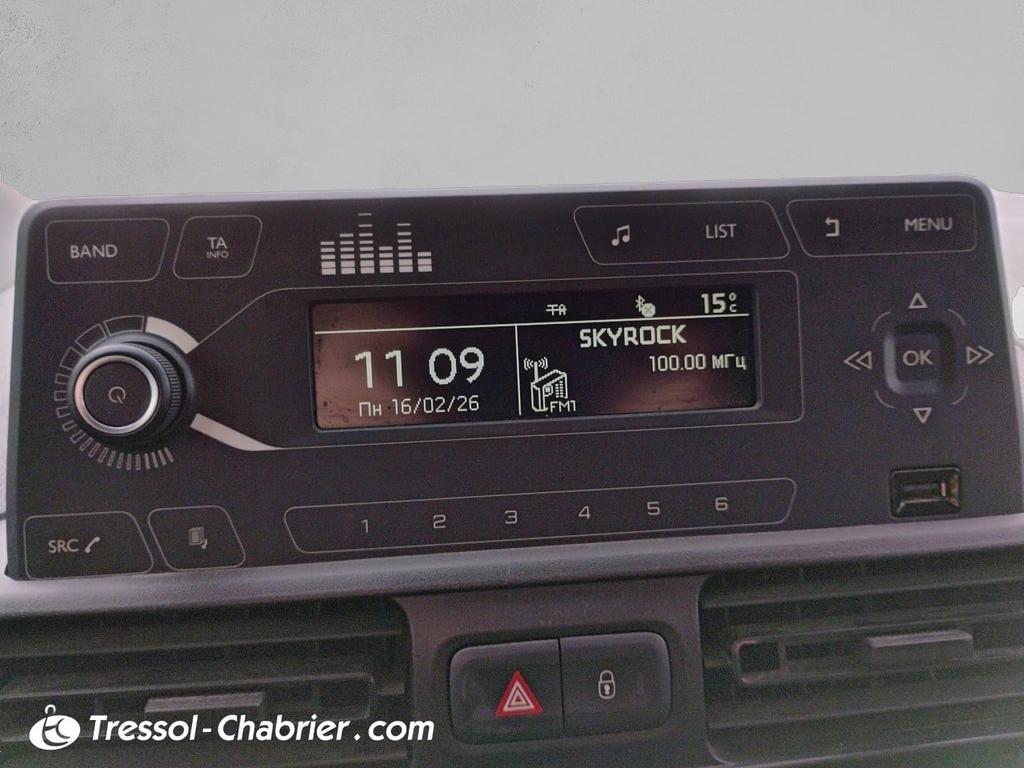 BAND
TA
INFO
LIST
MENU
TA
15°C
SKYROCK
11 09
100.00 МГц
Пн 16/02/26
FM1
OK
SRC
1 2 3 4 5 6
Tressol-Chabrier.com